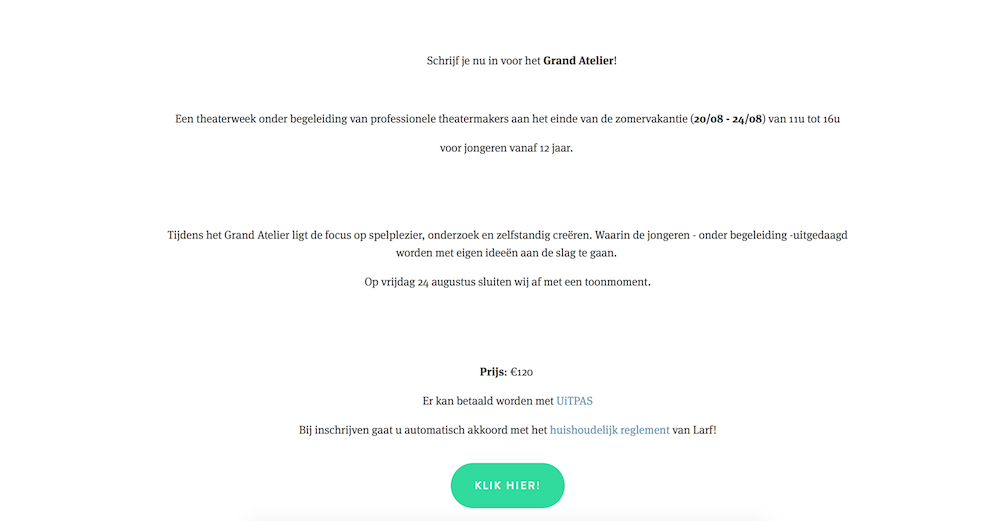 Schrijf je nu in voor het Grand Atelier!
Een theaterweek onder begeleiding van professionele theatermakers aan het einde van de zomervakantie (20/08 - 24/08) van 11u tot 16u
voor jongeren vanaf 12 jaar.
Tijdens het Grand Atelier ligt de focus op spelplezier, onderzoek en zelfstandig creëren. Waarin de jongeren - onder begeleiding -uitgedaagd
worden met eigen ideeën aan de slag te gaan.
Op vrijdag 24 augustus sluiten wij af met een toonmoment.
Prijs: €120
Er kan betaald worden met UiTPAS
Bij inschrijven gaat u automatisch akkoord met het huishoudelijk reglement van Larf!
KLIK HIER!